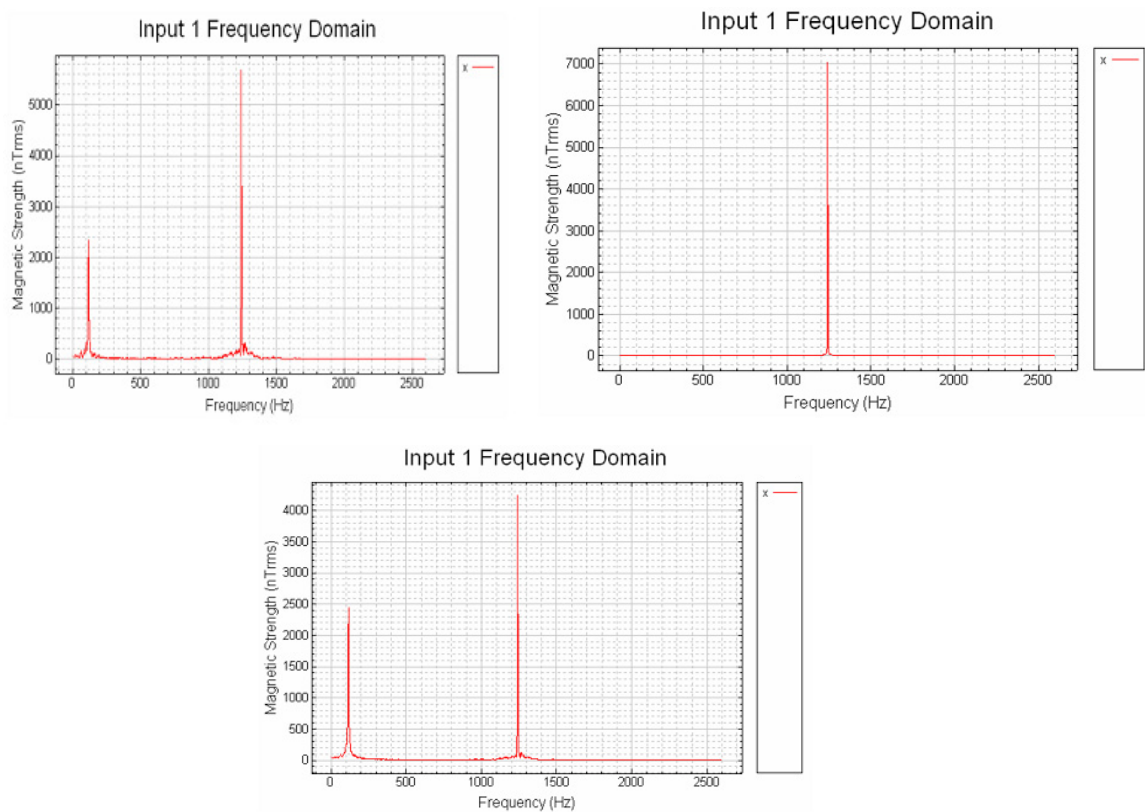 Input 1 Frequency Domain
x
Magnetic Strength (nTrms)
5000
4000
3000
2000
1000
0
0 500 1000 1500 2000 2500
Frequency (Hz)
Input 1 Frequency Domain
x
Magnetic Strength (nTrms)
7000
6000
5000
4000
3000
2000
1000
0
0 500 1000 1500 2000 2500
Frequency (Hz)
Input 1 Frequency Domain
x
Magnetic Strength (nTrms)
4000
3500
3000
2500
2000
1500
1000
500
0
0 500 1000 1500 2000 2500
Frequency (Hz)